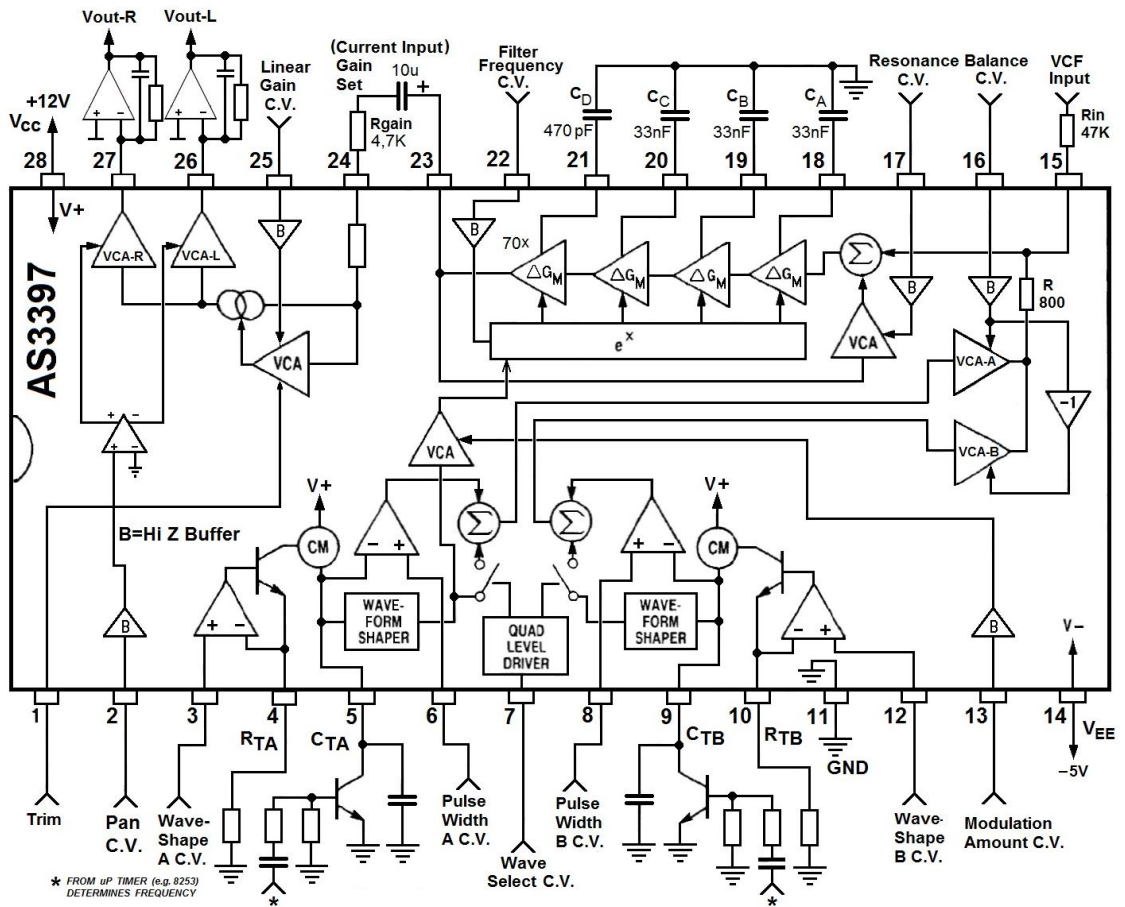 Vout-R
Vout-L
+12V
VCC
Linear
Gain
C.V.
(Current Input)
Gain
Set
10u
+
Rgain
4,7K
Filter
Frequency
C.V.
CD
470 pF
CC
33nF
CB
33nF
CA
33nF
Resonance
C.V.
Balance
C.V.
VCF
Input
Rin
47K
28
27
26
25
24
23
22
21
20
19
18
17
16
15
V+
VCA-R
VCA-L
B
B
70x
ΔGM
ΔGM
ΔGM
ΔGM
Σ
B
B
R
800
AS3397
VCA
e^x
VCA
VCA-A
-1
VCA-B
+ -
+ -
VCA
V+
V+
B=Hi Z Buffer
CM
- +
Σ
Σ
+ -
CM
WAVE-
FORM
SHAPER
QUAD
LEVEL
DRIVER
WAVE-
FORM
SHAPER
B
+ -
- +
B
V-
1
2
3
4
5
6
7
8
9
10
11
12
13
14
RTA
CTA
CTB
RTB
GND
VEE
-5V
Trim
Pan
C.V.
Wave-
Shape
A C.V.
Pulse
Width
A C.V.
Wave
Select C.V.
Pulse
Width
B C.V.
Wave-
Shape
B C.V.
Modulation
Amount C.V.
* FROM uP TIMER (e.g. 8253)
DETERMINES FREQUENCY
*
*